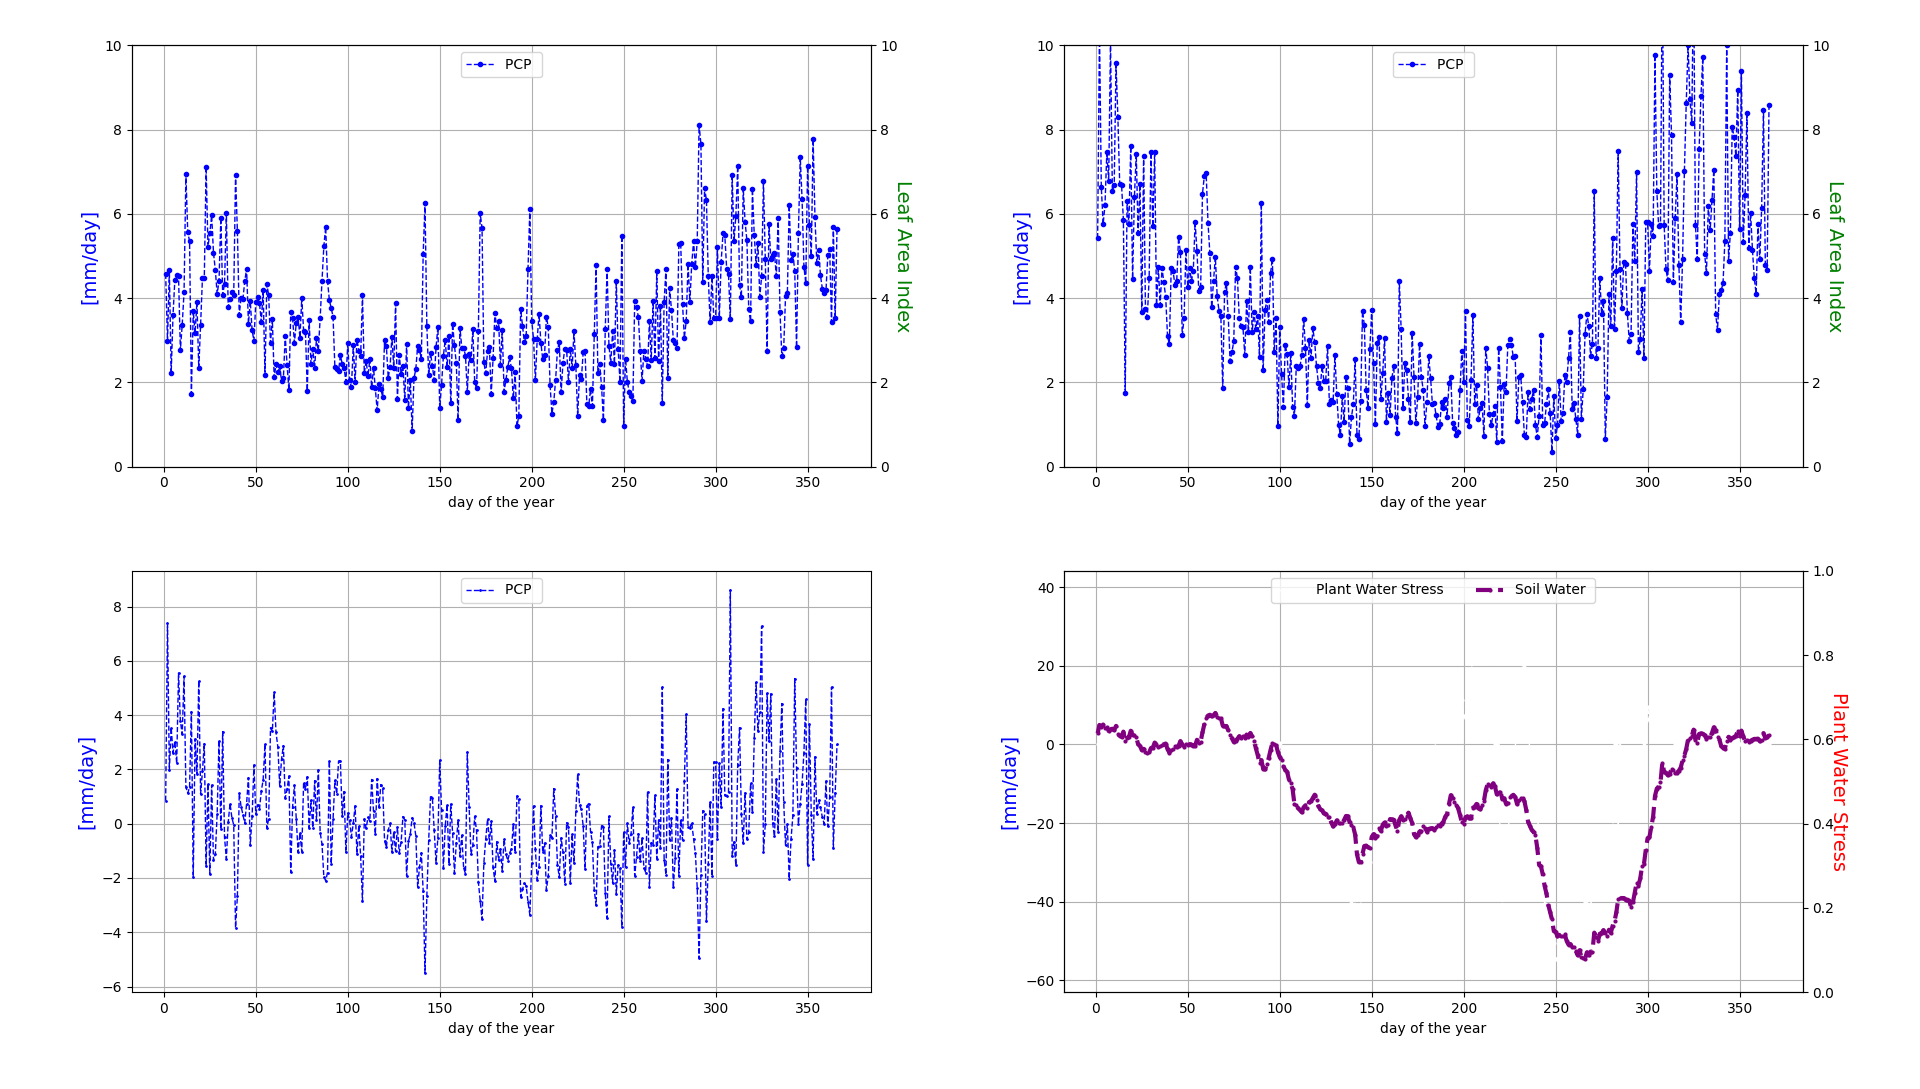 PCP
[mm/day]
Leaf Area Index
10
8
6
4
2
0
10
8
6
4
2
0
0 50 100 150 200 250 300 350
day of the year
PCP
[mm/day]
Leaf Area Index
10
8
6
4
2
0
10
8
6
4
2
0
0 50 100 150 200 250 300 350
day of the year
PCP
[mm/day]
8
6
4
2
0
−2
−4
−6
0 50 100 150 200 250 300 350
day of the year
Plant Water Stress Soil Water
[mm/day]
Plant Water Stress
40
20
0
−20
−40
−60
1.0
0.8
0.6
0.4
0.2
0.0
0 50 100 150 200 250 300 350
day of the year